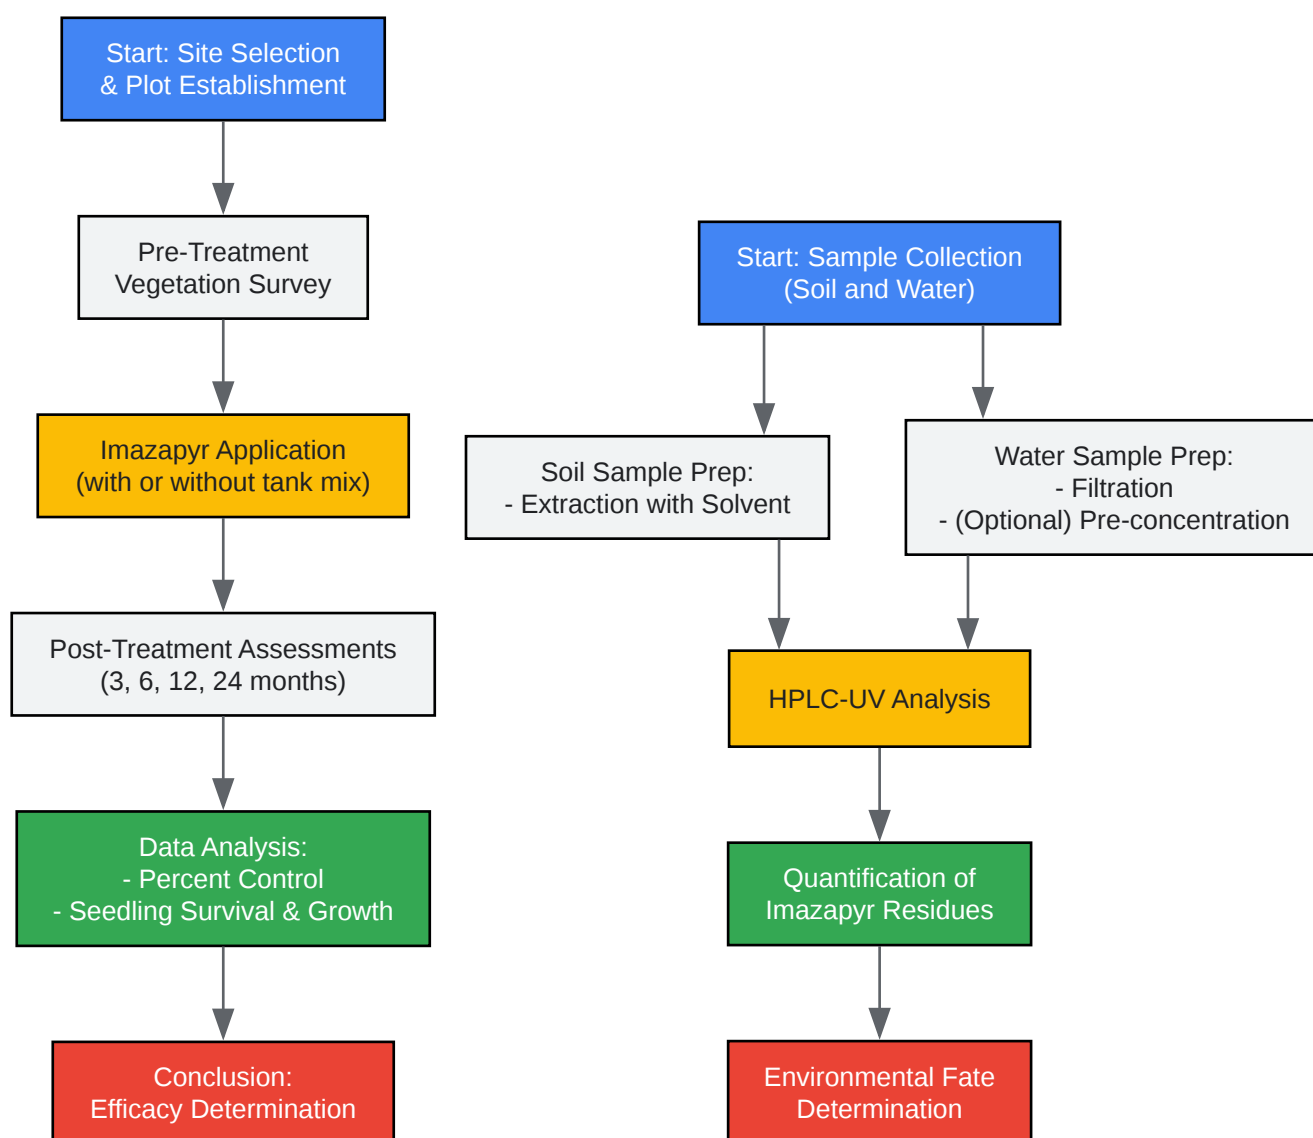 Start: Site Selection
& Plot Establishment
Pre-Treatment
Vegetation Survey
Imazapyr Application
(with or without tank mix)
Post-Treatment Assessments
(3, 6, 12, 24 months)
Data Analysis:
- Percent Control
- Seedling Survival & Growth
Conclusion:
Efficacy Determination
Start: Sample Collection
(Soil and Water)
Soil Sample Prep:
- Extraction with Solvent
Water Sample Prep:
- Filtration
- (Optional) Pre-concentration
HPLC-UV Analysis
Quantification of
Imazapyr Residues
Environmental Fate
Determination